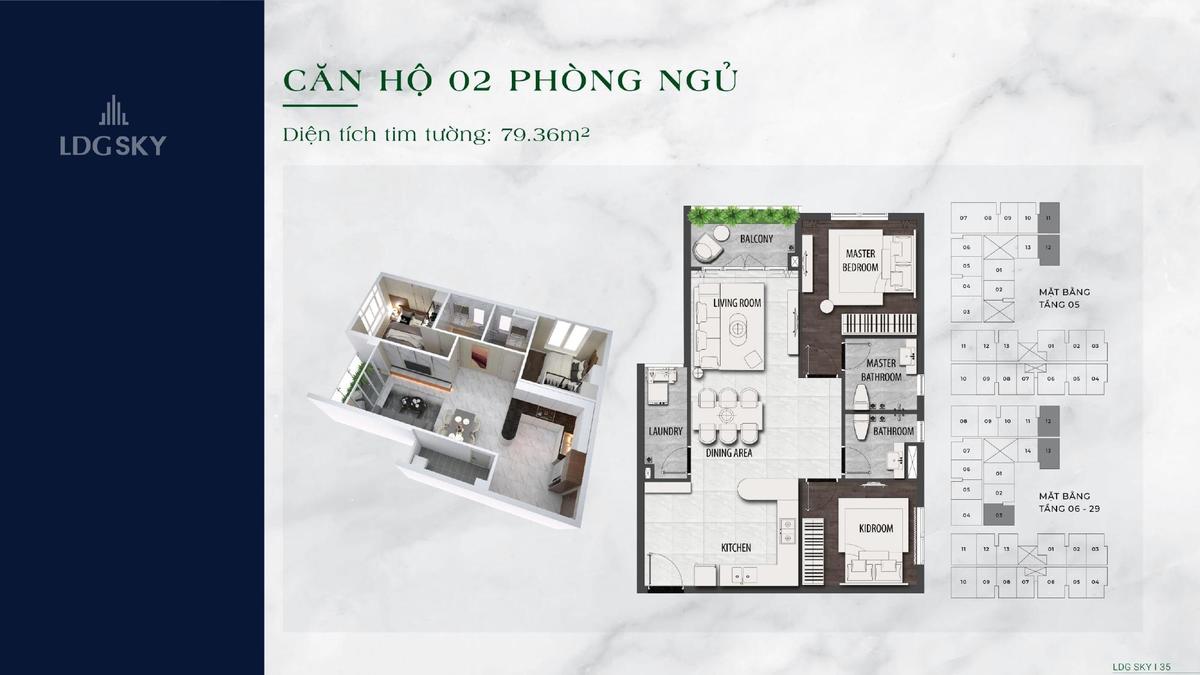 LDG SKY
CĂN HỘ 02 PHÒNG NGỦ
Diện tích tim tường: 79.36m²
BALCONY
MASTER
BEDROOM
LIVING ROOM
MASTER
BATHROOM
LAUNDRY
BATHROOM
DINING AREA
KIDROOM
KITCHEN
07 08 09 10 11
06 13 12
05 01
04 02
03
MẶT BẰNG
TẦNG 05
11 12 13 01 02 03
10 09 08 07 06 05 04
08 09 10 11 12
07 14 13
06 01
05 02
04 03
MẶT BẰNG
TẦNG 06 - 29
11 12 13 01 02 03
10 09 08 07 06 05 04
LDG SKY | 35